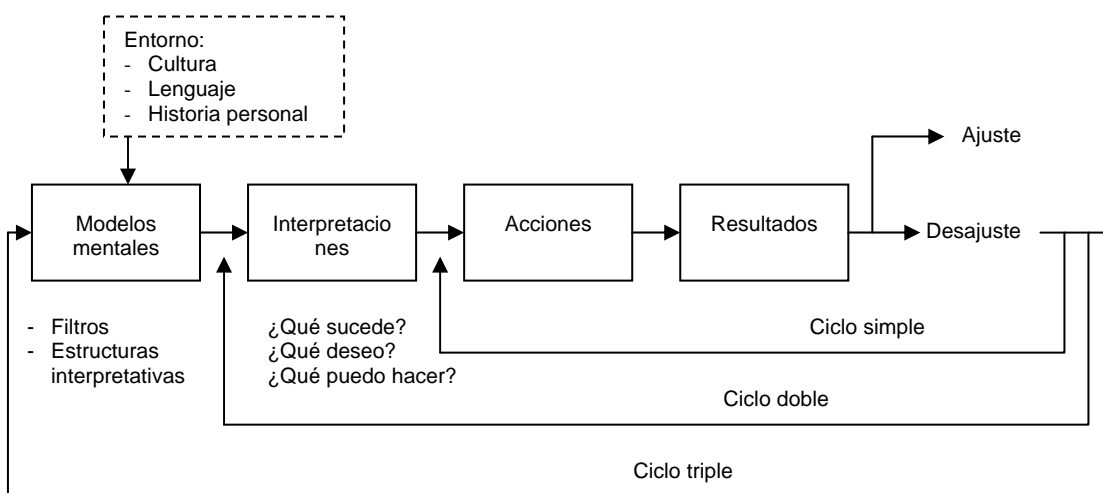 Entorno:
- Cultura
- Lenguaje
- Historia personal
Ajuste
Modelos
mentales
Interpretacio
nes
Acciones
Resultados
Desajuste
- Filtros
- Estructuras
interpretativas
¿Qué sucede?
¿Qué deseo?
¿Qué puedo hacer?
Ciclo simple
Ciclo doble
Ciclo triple